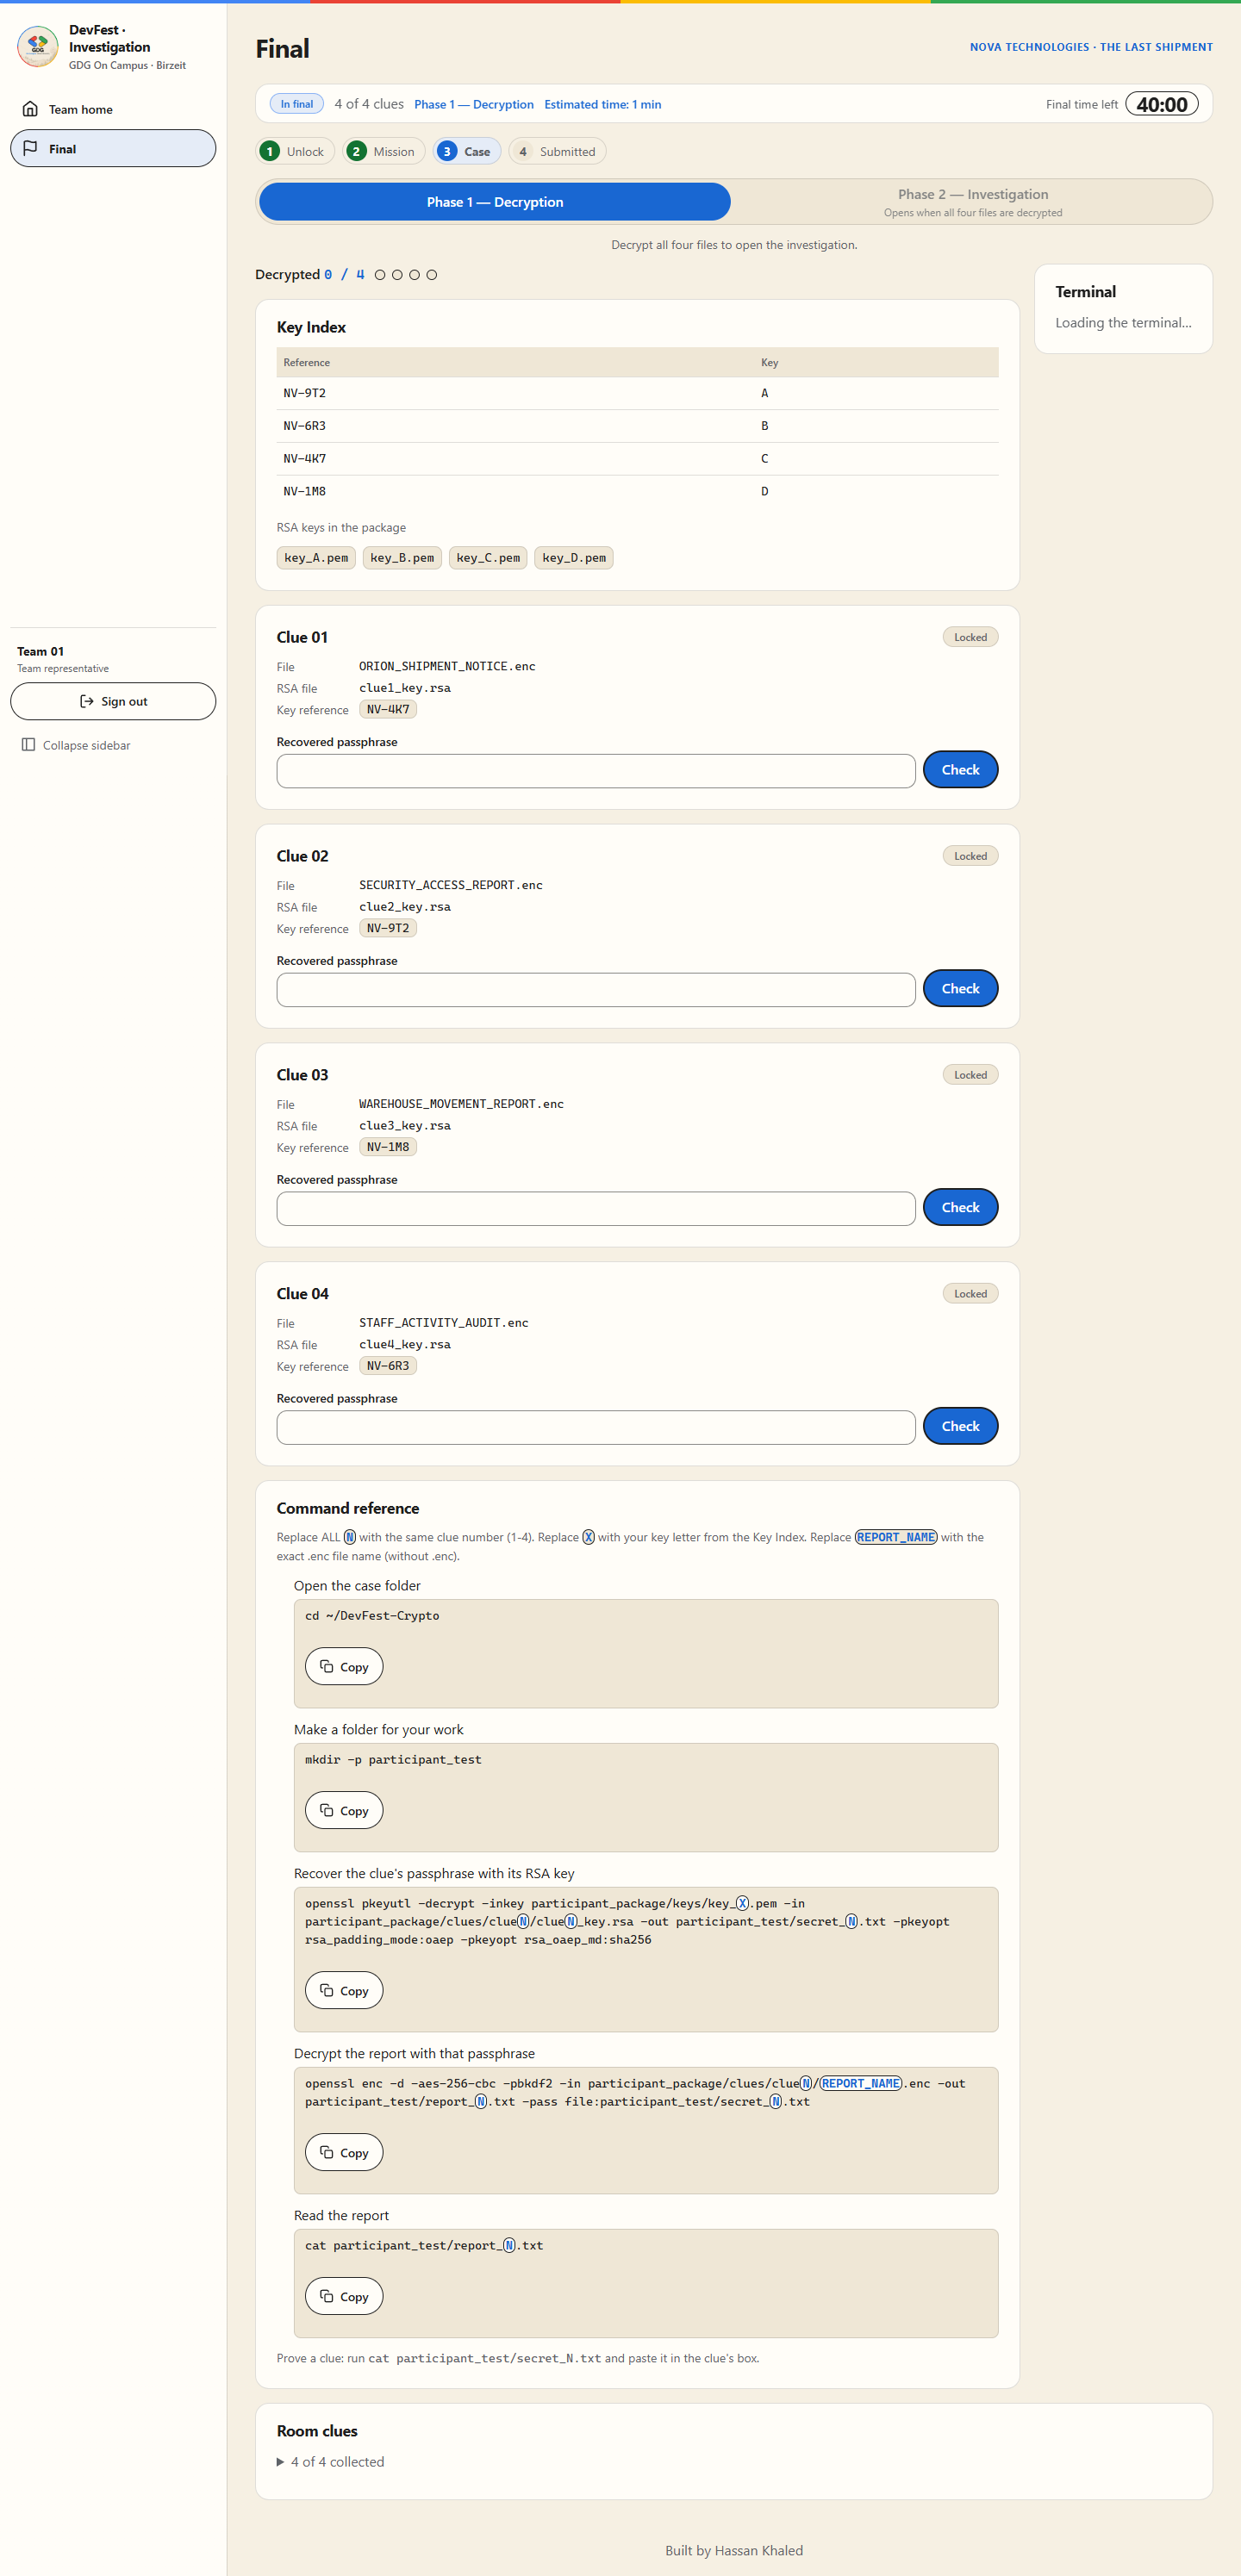 DevFest ·
Investigation
GDG On Campus · Birzeit
Team home
Final
Team 01
Team representative
Sign out
Collapse sidebar
Final
NOVA TECHNOLOGIES · THE LAST SHIPMENT
In final 4 of 4 clues Phase 1 — Decryption Estimated time: 1 min Final time left 40:00
1 Unlock 2 Mission 3 Case 4 Submitted
Phase 1 — Decryption
Phase 2 — Investigation
Opens when all four files are decrypted
Decrypt all four files to open the investigation.
Decrypted 0 / 4
Key Index
Reference Key
NV-9T2 A
NV-6R3 B
NV-4K7 C
NV-1M8 D
RSA keys in the package
key_A.pem key_B.pem key_C.pem key_D.pem
Terminal
Loading the terminal...
Clue 01 Locked
File ORION_SHIPMENT_NOTICE.enc
RSA file clue1_key.rsa
Key reference NV-4K7
Recovered passphrase
Check
Clue 02 Locked
File SECURITY_ACCESS_REPORT.enc
RSA file clue2_key.rsa
Key reference NV-9T2
Recovered passphrase
Check
Clue 03 Locked
File WAREHOUSE_MOVEMENT_REPORT.enc
RSA file clue3_key.rsa
Key reference NV-1M8
Recovered passphrase
Check
Clue 04 Locked
File STAFF_ACTIVITY_AUDIT.enc
RSA file clue4_key.rsa
Key reference NV-6R3
Recovered passphrase
Check
Command reference
Replace ALL N with the same clue number (1-4). Replace X with your key letter from the Key Index. Replace REPORT_NAME with the
exact .enc file name (without .enc).
Open the case folder
cd ~/DevFest-Crypto
Copy
Make a folder for your work
mkdir -p participant_test
Copy
Recover the clue's passphrase with its RSA key
openssl pkeyutl -decrypt -inkey participant_package/keys/key_X.pem -in
participant_package/clues/clueN/clueN_key.rsa -out participant_test/secret_N.txt -pkeyopt
rsa_padding_mode:oaep -pkeyopt rsa_oaep_md:sha256
Copy
Decrypt the report with that passphrase
openssl enc -d -aes-256-cbc -pbkdf2 -in participant_package/clues/clueN/REPORT_NAME.enc -out
participant_test/report_N.txt -pass file:participant_test/secret_N.txt
Copy
Read the report
cat participant_test/report_N.txt
Copy
Prove a clue: run cat participant_test/secret_N.txt and paste it in the clue's box.
Room clues
4 of 4 collected
Built by Hassan Khaled